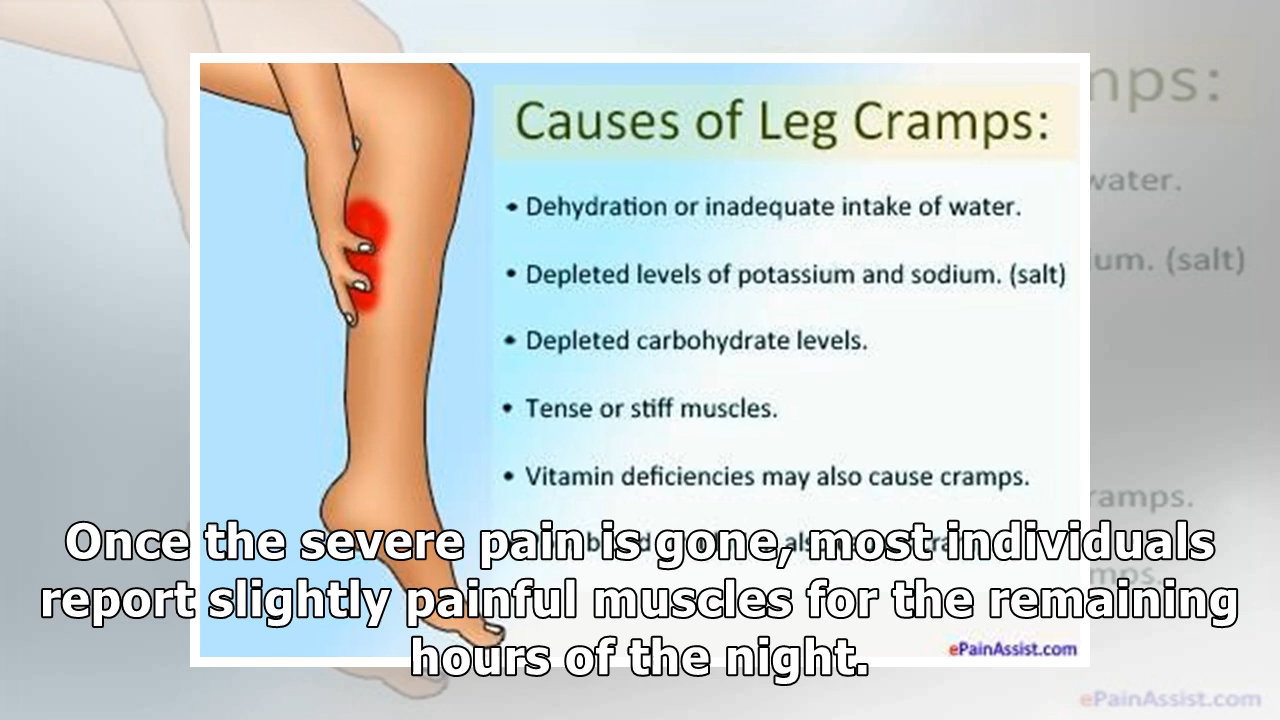 Causes of Leg Cramps:
• Dehydration or inadequate intake of water.
• Depleted levels of potassium and sodium. (salt)
• Depleted carbohydrate levels.
• Tense or stiff muscles.
• Vitamin deficiencies may also cause cramps.
Once the severe pain is gone, most individuals
report slightly painful muscles for the remaining
hours of the night.
ePainAssist.com
mps:
water.
um. (salt)
ramps.
mps.
ePainAssist.com